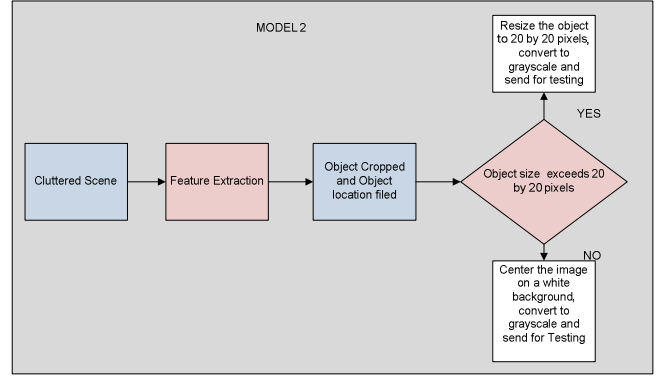 MODEL 2
Cluttered Scene
Feature Extraction
Object Cropped
and Object
location filed
Object size exceeds 20
by 20 pixels
YES
Resize the object
to 20 by 20 pixels,
convert to
grayscale and
send for testing
NO
Center the image
on a white
background,
convert to
grayscale and
send for Testing